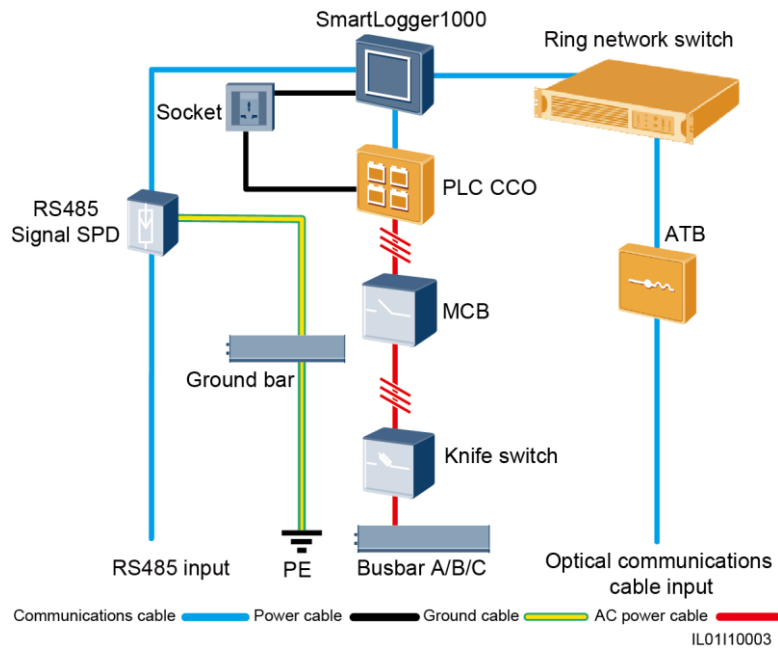 SmartLogger1000
Ring network switch
Socket
PLC CCO
RS485
Signal SPD
ATB
MCB
Ground bar
Knife switch
RS485 input
PE
Busbar A/B/C
Optical communications
cable input
Communications cable
Power cable
Ground cable
AC power cable
IL01I10003